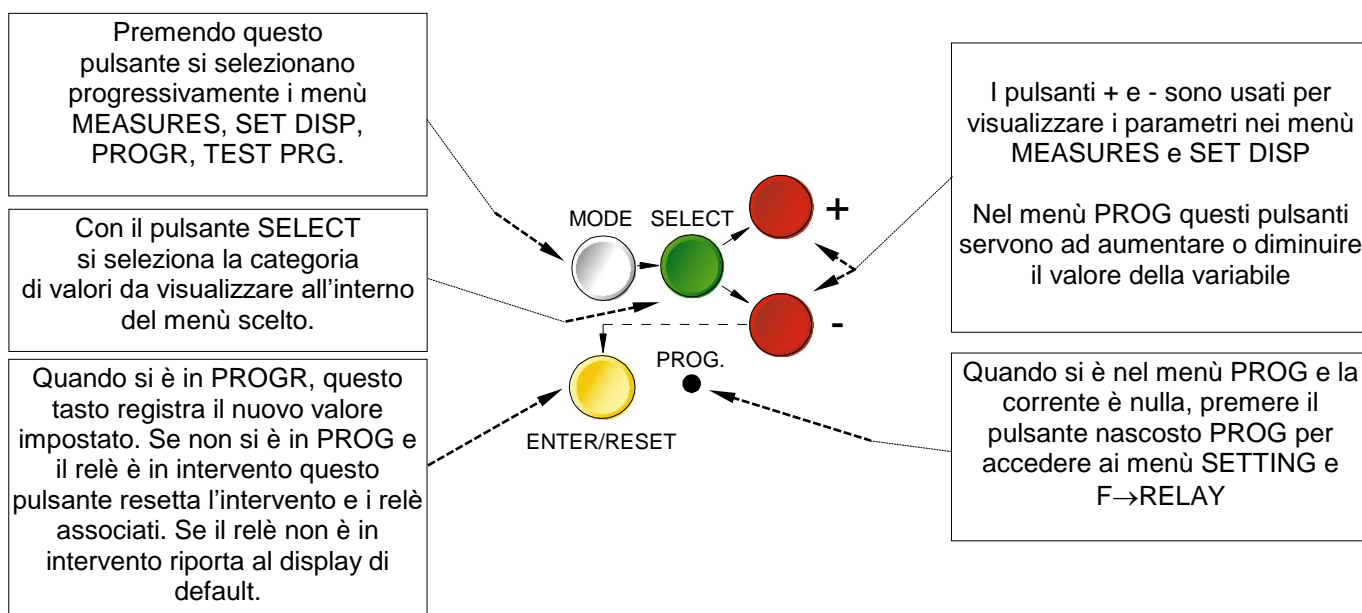 Premendo questo
pulsante si selezionano
progressivamente i menù
MEASURES, SET DISP,
PROGR, TEST PRG.
Con il pulsante SELECT
si seleziona la categoria
di valori da visualizzare all’interno
del menù scelto.
Quando si è in PROGR, questo
tasto registra il nuovo valore
impostato. Se non si è in PROG e
il relè è in intervento questo
pulsante resetta l’intervento e i relè
associati. Se il relè non è in
intervento riporta al display di
default.
MODE SELECT
+
-
PROG.
ENTER/RESET
I pulsanti + e - sono usati per
visualizzare i parametri nei menù
MEASURES e SET DISP
Nel menù PROG questi pulsanti
servono ad aumentare o diminuire
il valore della variabile
Quando si è nel menù PROG e la
corrente è nulla, premere il
pulsante nascosto PROG per
accedere ai menù SETTING e
F→RELAY